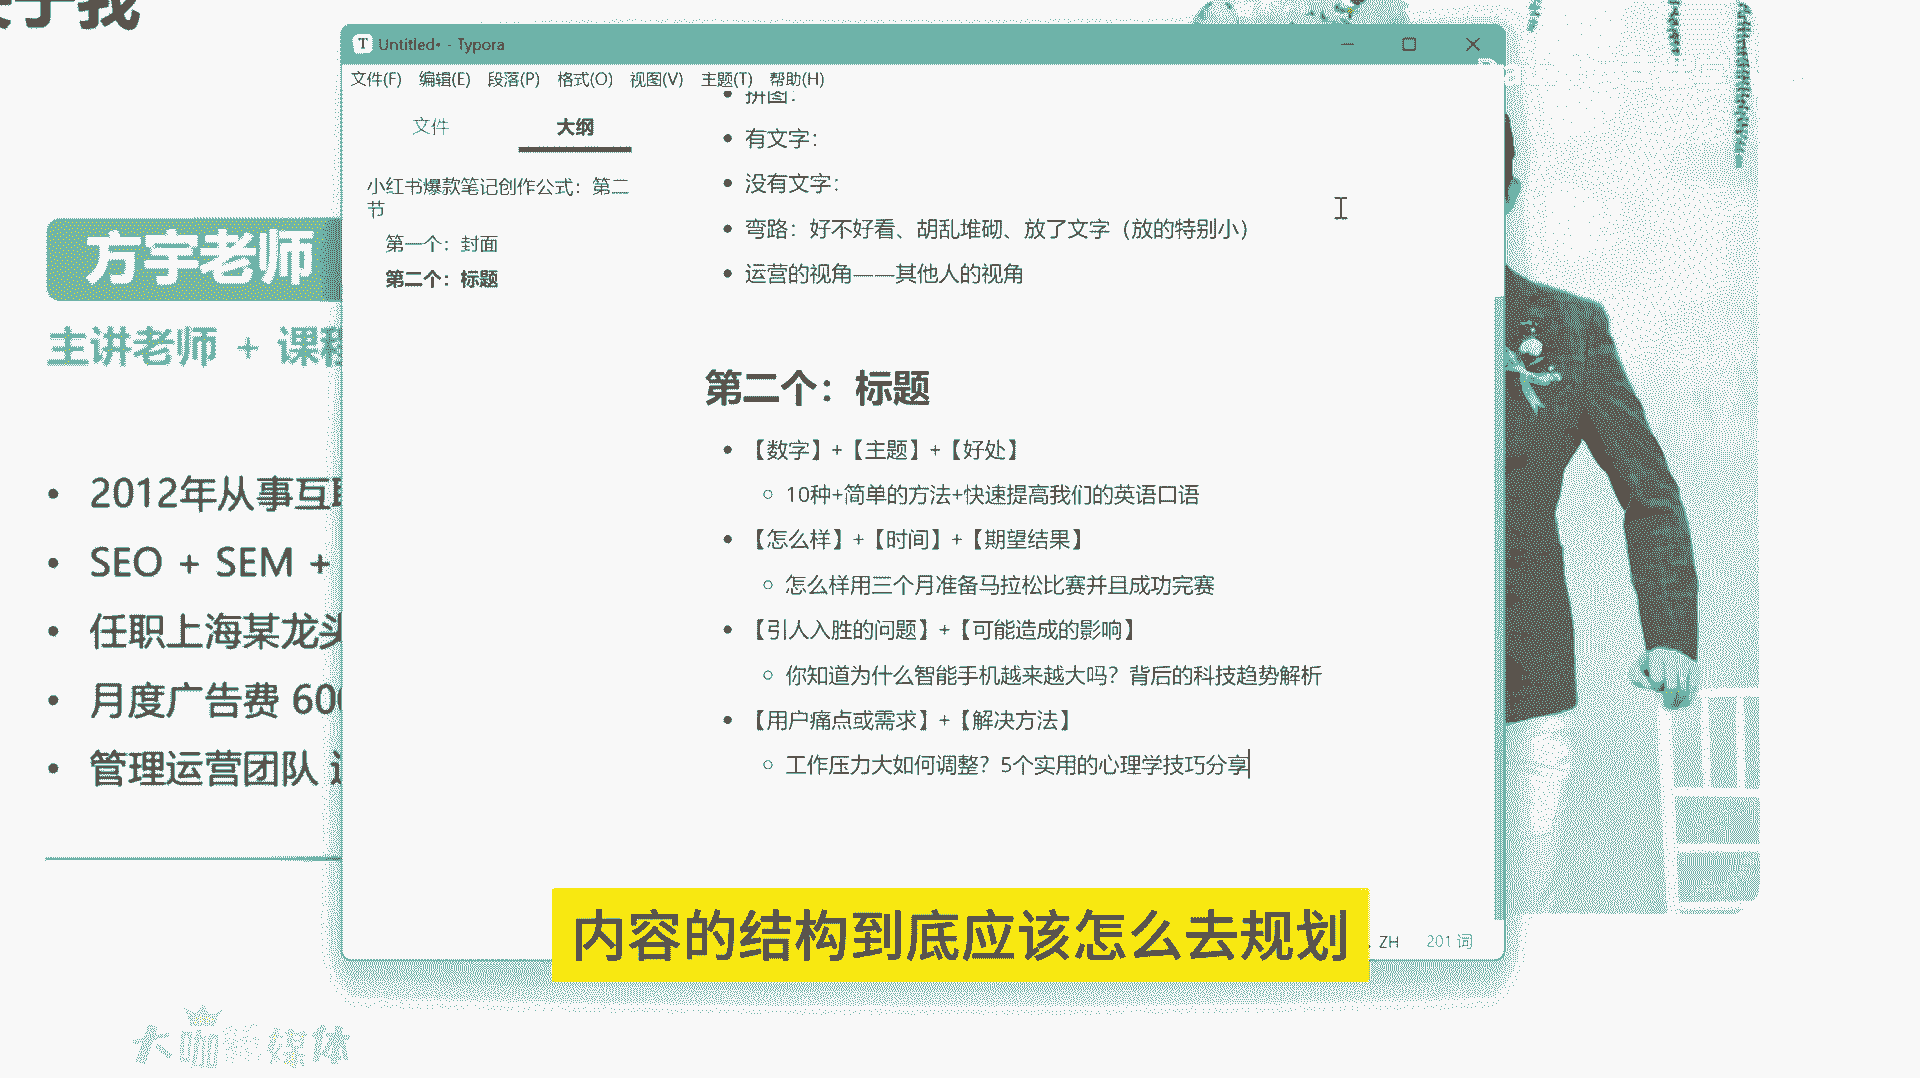 Untitled• - Typora
文件(F) 编辑(E) 段落(P) 格式(O) 视图(V) 主题(T) 帮助(H)
文件 大纲
小红书爆款笔记创作公式：第二
节
第一个：封面
第二个：标题
拼图：
有文字：
没有文字：
弯路：好不好看、胡乱堆砌、放了文字（放的特别小）
运营的视角——其他人的视角
第二个：标题
【数字】+【主题】+【好处】
10种+简单的方法+快速提高我们的英语口语
【怎么样】+【时间】+【期望结果】
怎么样用三个月准备马拉松比赛并且成功完赛
【引人入胜的问题】+【可能造成的影响】
你知道为什么智能手机越来越大吗？背后的科技趋势解析
【用户痛点或需求】+【解决方法】
工作压力大如何调整？5个实用的心理学技巧分享
ZH 201 词
方宇老师
主讲老师 + 课程
2012年从事互联
SEO + SEM +
任职上海某龙头
月度广告费 600
管理运营团队
内容的结构到底应该怎么去规划
大咖新媒体